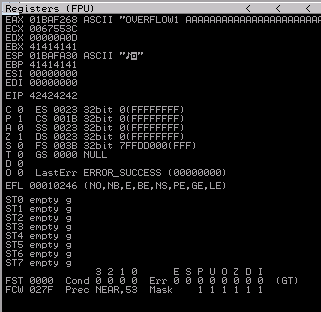 Registers (FPU) < < <
EAX 01BAF268 ASCII "OVERFLOW1 AAAAAAAAAAAAAAAAAAAAAAA
ECX 0067553C
EDX 00000A0D
EBX 41414141
ESP 01BAFA30 ASCII "♪◙"
EBP 41414141
ESI 00000000
EDI 00000000
EIP 42424242
C 0 ES 0023 32bit 0(FFFFFFFF)
P 1 CS 001B 32bit 0(FFFFFFFF)
A 0 SS 0023 32bit 0(FFFFFFFF)
Z 1 DS 0023 32bit 0(FFFFFFFF)
S 0 FS 003B 32bit 7FFDD000(FFF)
T 0 GS 0000 NULL
D 0
O 0 LastErr ERROR_SUCCESS (00000000)
EFL 00010246 (NO,NB,E,BE,NS,PE,GE,LE)
ST0 empty g
ST1 empty g
ST2 empty g
ST3 empty g
ST4 empty g
ST5 empty g
ST6 empty g
ST7 empty g
3 2 1 0 E S P U O Z D I
FST 0000 Cond 0 0 0 0 Err 0 0 0 0 0 0 0 0 (GT)
FCW 027F Prec NEAR,53 Mask 1 1 1 1 1 1